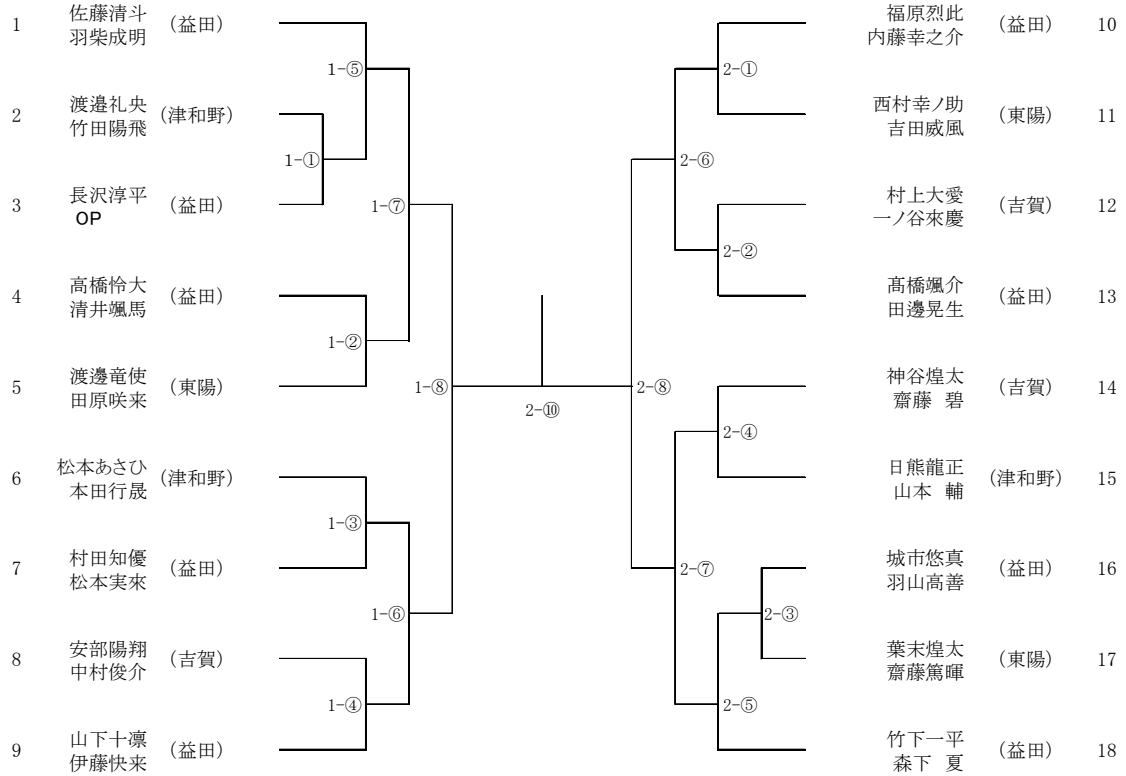 1 佐藤清斗 (益田)
羽柴成明
2 渡邉礼央 (津和野)
竹田陽飛
3 長沢淳平 (益田)
OP
4 高橋怜大 (益田)
清井颯馬
5 渡邊竜使 (東陽)
田原咲来
6 松本あさひ (津和野)
本田行晟
7 村田知優 (益田)
松本実來
8 安部陽翔 (吉賀)
中村俊介
9 山下十凛 (益田)
伊藤快来
1-⑤
1-①
1-⑦
1-②
1-⑧
1-③
1-⑥
1-④
2-⑩
2-①
2-⑥
2-②
2-⑧
2-④
2-⑦
2-③
2-⑤
福原烈此 (益田) 10
内藤幸之介
西村幸ノ助 (東陽) 11
吉田威風
村上大愛 (吉賀) 12
一ノ谷來慶
髙橋颯介 (益田) 13
田邊晃生
神谷煌太 (吉賀) 14
齋藤 碧
日熊龍正 (津和野) 15
山本 輔
城市悠真 (益田) 16
羽山高善
葉末煌太 (東陽) 17
齋藤篤暉
竹下一平 (益田) 18
森下 夏